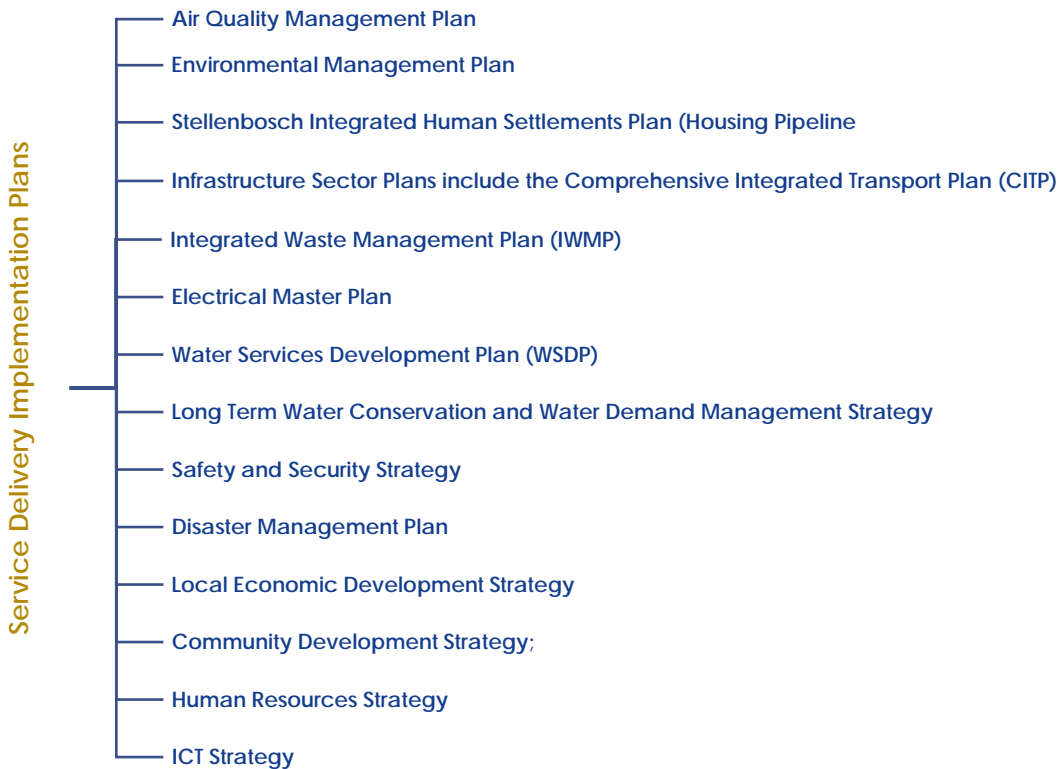 Service Delivery Implementation Plans
Air Quality Management Plan
Environmental Management Plan
Stellenbosch Integrated Human Settlements Plan (Housing Pipeline
Infrastructure Sector Plans include the Comprehensive Integrated Transport Plan (CITP)
Integrated Waste Management Plan (IWMP)
Electrical Master Plan
Water Services Development Plan (WSDP)
Long Term Water Conservation and Water Demand Management Strategy
Safety and Security Strategy
Disaster Management Plan
Local Economic Development Strategy
Community Development Strategy;
Human Resources Strategy
ICT Strategy